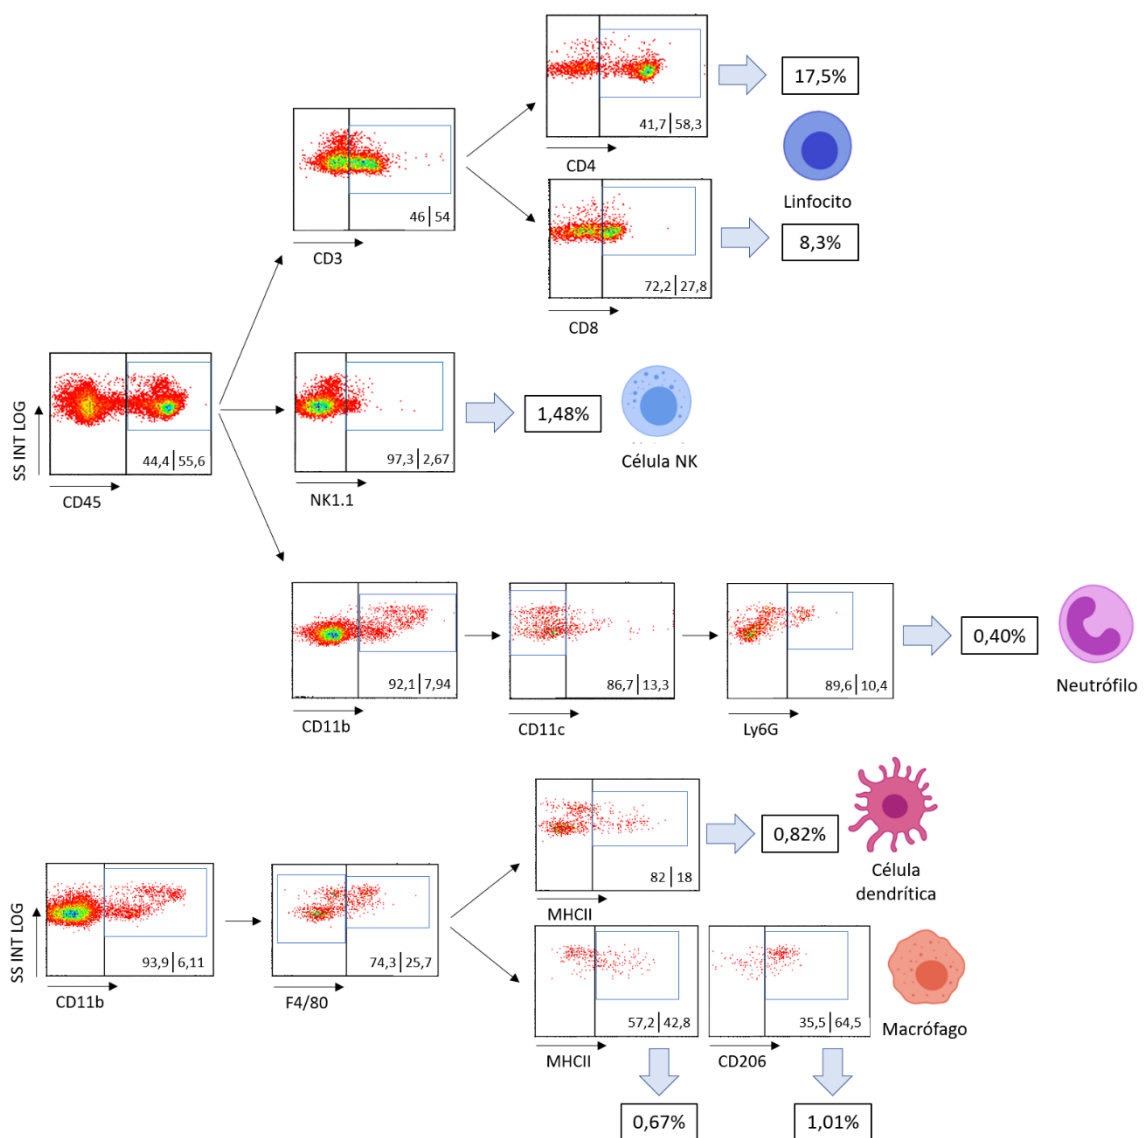 17,5%
41,7 | 58,3
CD4
Linfocito
46 | 54
CD3
8,3%
72,2 | 27,8
CD8
SS INT LOG
44,4 | 55,6
CD45
97,3 | 2,67
NK1.1
1,48%
Célula NK
92,1 | 7,94
CD11b
86,7 | 13,3
CD11c
89,6 | 10,4
Ly6G
0,40%
Neutrófilo
82 | 18
MHCII
0,82%
Célula
dendrítica
SS INT LOG
93,9 | 6,11
CD11b
74,3 | 25,7
F4/80
57,2 | 42,8
MHCII
35,5 | 64,5
CD206
Macrófago
0,67%
1,01%